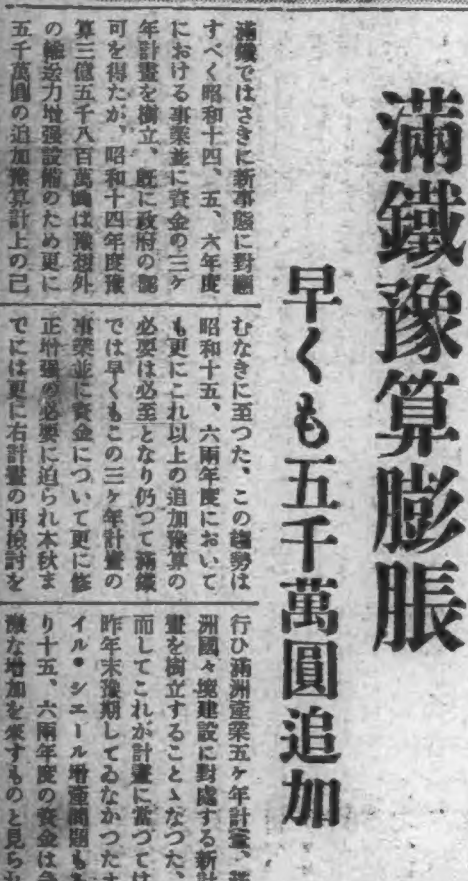 滿鐵豫算膨脹
早くも五千萬圓追加
滿鐵ではさきに新事態に對應
すべく昭和十四、五、六年度
における事業並に資金の三ケ
年計畫を樹立、既に政府の認
可を得たが、昭和十四年度豫
算三億五千八百萬圓は豫想外
の輸送力增强設備のため更に
五千萬圓の追加豫算計上の已
むなきに至つた、この趨勢は
昭和十五、六兩年度において
も更にこれ以上の追加豫算の
必要は必至となり仍つて滿鐵
では早くもこの三ケ年計畫の
事業並に資金について更に修
正增强の必要に迫られ本秋ま
でには更に右計畫の再檢討を
行ひ滿洲產業五ケ年計畫、
洲國々境建設に對處する新計
畫を樹立することゝなつた、
而してこれが計畫に當つては
昨年末豫期してゐなかつたオ
イル・シエール增產問題も
り十五、六兩年度の資金は
激な增加を來すものと見られ